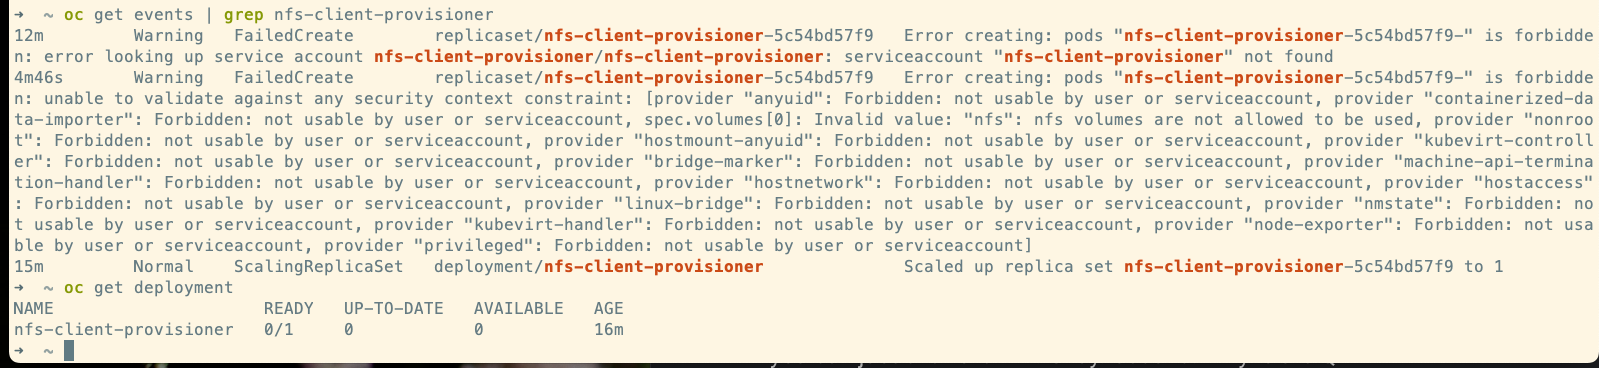 ➜  ~ oc get events | grep nfs-client-provisioner
12m         Warning   FailedCreate        replicaset/nfs-client-provisioner-5c54bd57f9   Error creating: pods "nfs-client-provisioner-5c54bd57f9-" is forbidde
n: error looking up service account nfs-client-provisioner/nfs-client-provisioner: serviceaccount "nfs-client-provisioner" not found
4m46s       Warning   FailedCreate        replicaset/nfs-client-provisioner-5c54bd57f9   Error creating: pods "nfs-client-provisioner-5c54bd57f9-" is forbidde
n: unable to validate against any security context constraint: [provider "anyuid": Forbidden: not usable by user or serviceaccount, provider "containerized-da
ta-importer": Forbidden: not usable by user or serviceaccount, spec.volumes[0]: Invalid value: "nfs": nfs volumes are not allowed to be used, provider "nonroo
t": Forbidden: not usable by user or serviceaccount, provider "hostmount-anyuid": Forbidden: not usable by user or serviceaccount, provider "kubevirt-controll
er": Forbidden: not usable by user or serviceaccount, provider "bridge-marker": Forbidden: not usable by user or serviceaccount, provider "machine-api-termina
tion-handler": Forbidden: not usable by user or serviceaccount, provider "hostnetwork": Forbidden: not usable by user or serviceaccount, provider "hostaccess"
: Forbidden: not usable by user or serviceaccount, provider "linux-bridge": Forbidden: not usable by user or serviceaccount, provider "nmstate": Forbidden: no
t usable by user or serviceaccount, provider "kubevirt-handler": Forbidden: not usable by user or serviceaccount, provider "node-exporter": Forbidden: not usa
ble by user or serviceaccount, provider "privileged": Forbidden: not usable by user or serviceaccount]
15m         Normal    ScalingReplicaSet   deployment/nfs-client-provisioner              Scaled up replica set nfs-client-provisioner-5c54bd57f9 to 1
➜  ~ oc get deployment
NAME                     READY   UP-TO-DATE   AVAILABLE   AGE
nfs-client-provisioner   0/1     0            0           16m
➜  ~